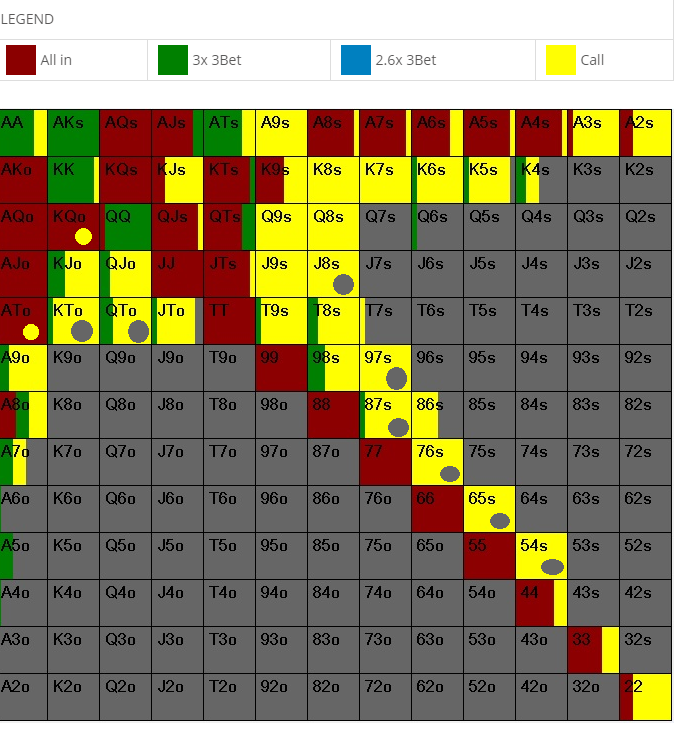 LEGEND
All in 3x 3Bet 2.6x 3Bet Call
AA AKs AQs AJs ATs A9s A8s A7s A6s A5s A4s A3s A2s
AKo KK KQs KJs KTs K9s K8s K7s K6s K5s K4s K3s K2s
AQo KQo QQ QJs QTs Q9s Q8s Q7s Q6s Q5s Q4s Q3s Q2s
AJo KJo QJo JJ JTs J9s J8s J7s J6s J5s J4s J3s J2s
ATo KTo QTo JTo TT T9s T8s T7s T6s T5s T4s T3s T2s
A9o K9o Q9o J9o T9o 99 98s 97s 96s 95s 94s 93s 92s
A8o K8o Q8o J8o T8o 98o 88 87s 86s 85s 84s 83s 82s
A7o K7o Q7o J7o T7o 97o 87o 77 76s 75s 74s 73s 72s
A6o K6o Q6o J6o T6o 96o 86o 76o 66 65s 64s 63s 62s
A5o K5o Q5o J5o T5o 95o 85o 75o 65o 55 54s 53s 52s
A4o K4o Q4o J4o T4o 94o 84o 74o 64o 54o 44 43s 42s
A3o K3o Q3o J3o T3o 93o 83o 73o 63o 53o 43o 33 32s
A2o K2o Q2o J2o T2o 92o 82o 72o 62o 52o 42o 32o 22